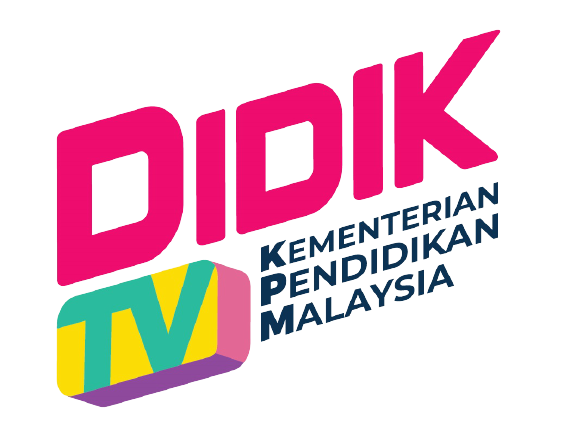 DIDIK
TV
KEMENTERIAN
PENDIDIKAN
MALAYSIA